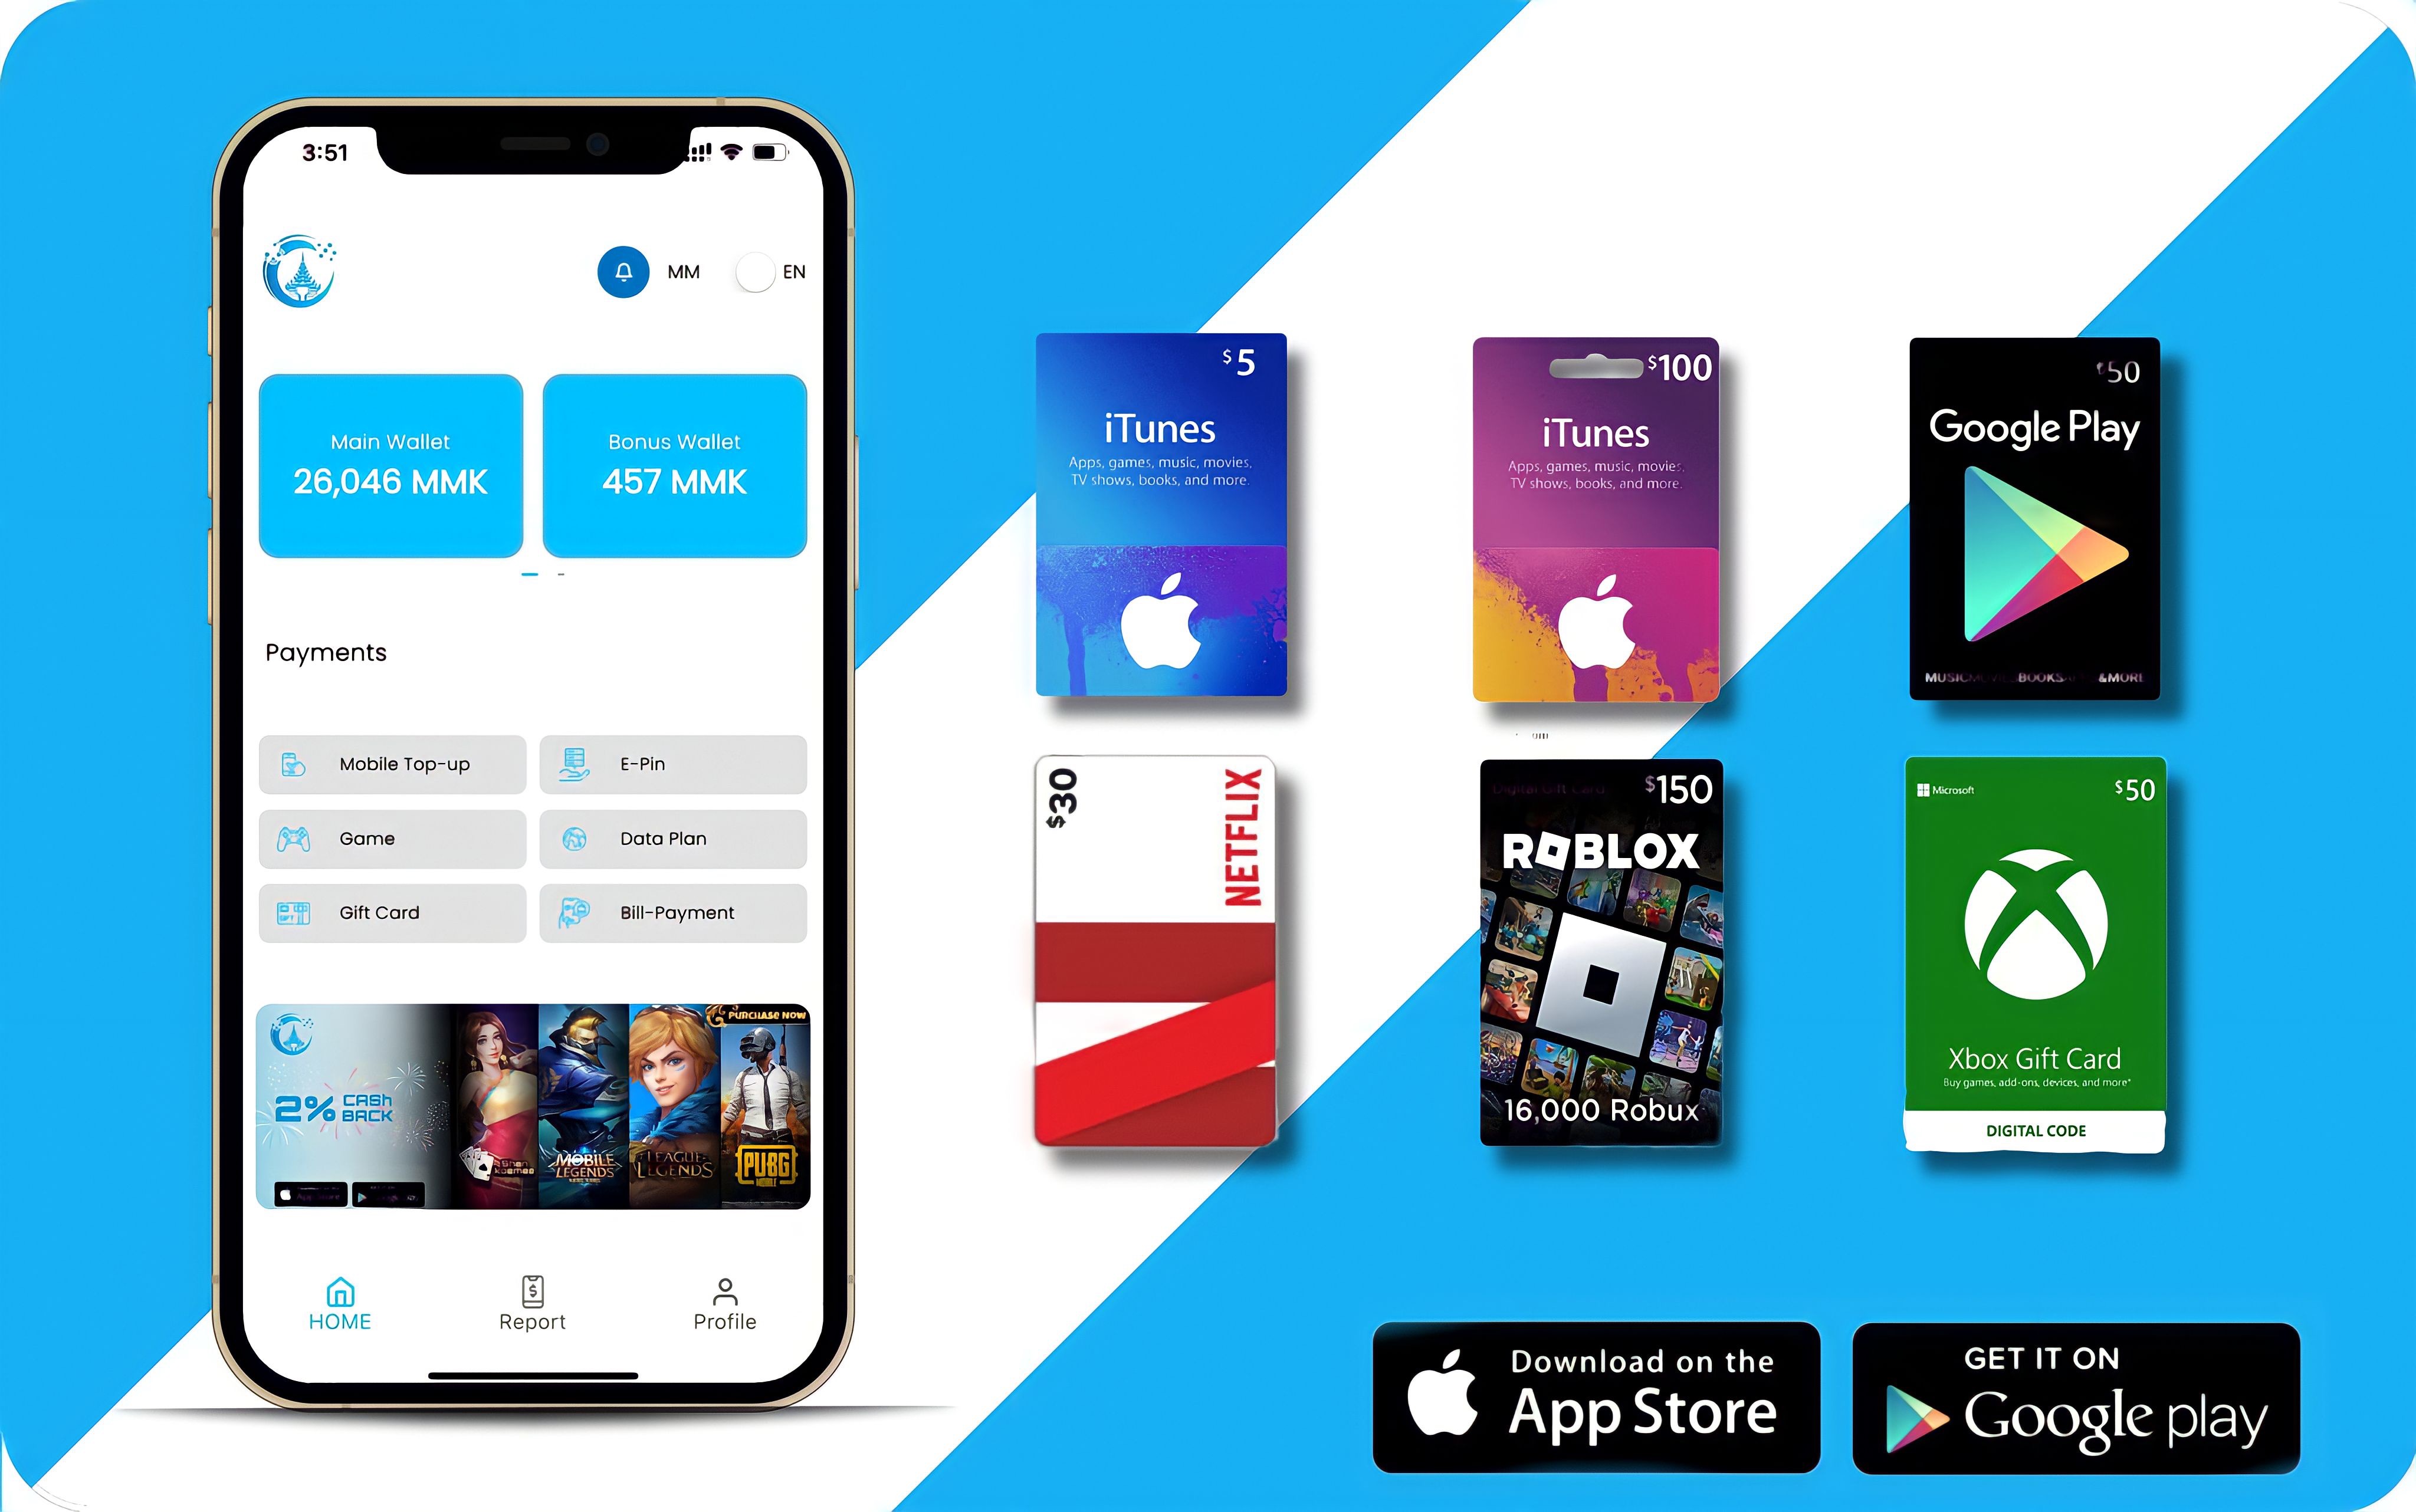 3:51
MM
EN
Main Wallet
26,046 MMK
Bonus Wallet
457 MMK
Payments
Mobile Top-up
E-Pin
Game
Data Plan
Gift Card
Bill-Payment
2% CASH
BACK
MOBILE
LEGENDS
LEAGUE
LEGENDS
PURCHASE NOW
PUBG
MOBILE
HOME
Report
Profile
$5
iTunes
Apps, games, music, movies,
TV shows, books, and more.
$100
iTunes
Apps, games, music, movies,
TV shows, books, and more.
50
Google Play
MUSIC BOOKS &MORE
$30
NETFLIX
Digital Gift Card
$150
ROBLOX
16,000 Robux
Microsoft
$50
Xbox Gift Card
Buy games, add-ons, devices, and more*
DIGITAL CODE
Download on the
App Store
GET IT ON
Google play